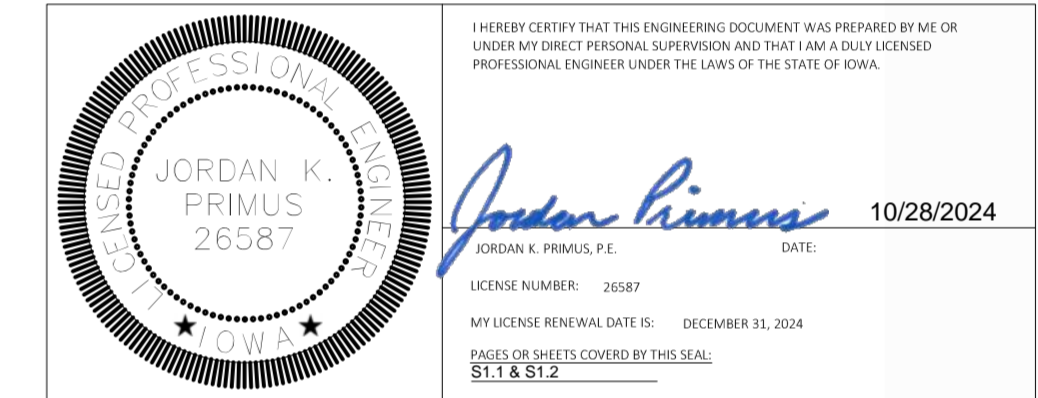 LICENSED PROFESSIONAL ENGINEER
JORDAN K.
PRIMUS
26587
★ IOWA ★
I HEREBY CERTIFY THAT THIS ENGINEERING DOCUMENT WAS PREPARED BY ME OR
UNDER MY DIRECT PERSONAL SUPERVISION AND THAT I AM A DULY LICENSED
PROFESSIONAL ENGINEER UNDER THE LAWS OF THE STATE OF IOWA.
Jordan Primus 10/28/2024
JORDAN K. PRIMUS, P.E. DATE:
LICENSE NUMBER: 26587
MY LICENSE RENEWAL DATE IS: DECEMBER 31, 2024
PAGES OR SHEETS COVERD BY THIS SEAL:
S1.1 & S1.2